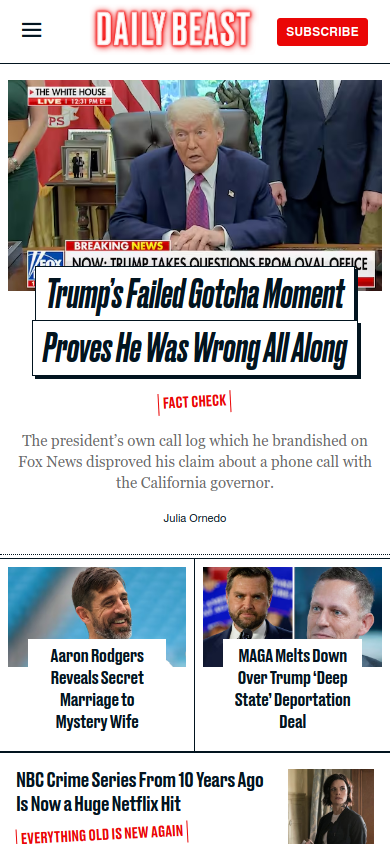 DAILY BEAST
SUBSCRIBE
THE WHITE HOUSE
LIVE 12:31 PM ET
PS
BREAKING NEWS
FOX
NOW: TRUMP TAKES QUESTIONS FROM OVAL OFFICE
Trump's Failed Gotcha Moment
Proves He Was Wrong All Along
FACT CHECK
The president's own call log which he brandished on
Fox News disproved his claim about a phone call with
the California governor.
Julia Ornedo
Aaron Rodgers
Reveals Secret
Marriage to
Mystery Wife
MAGA Melts Down
Over Trump 'Deep
State' Deportation
Deal
NBC Crime Series From 10 Years Ago
Is Now a Huge Netflix Hit
EVERYTHING OLD IS NEW AGAIN